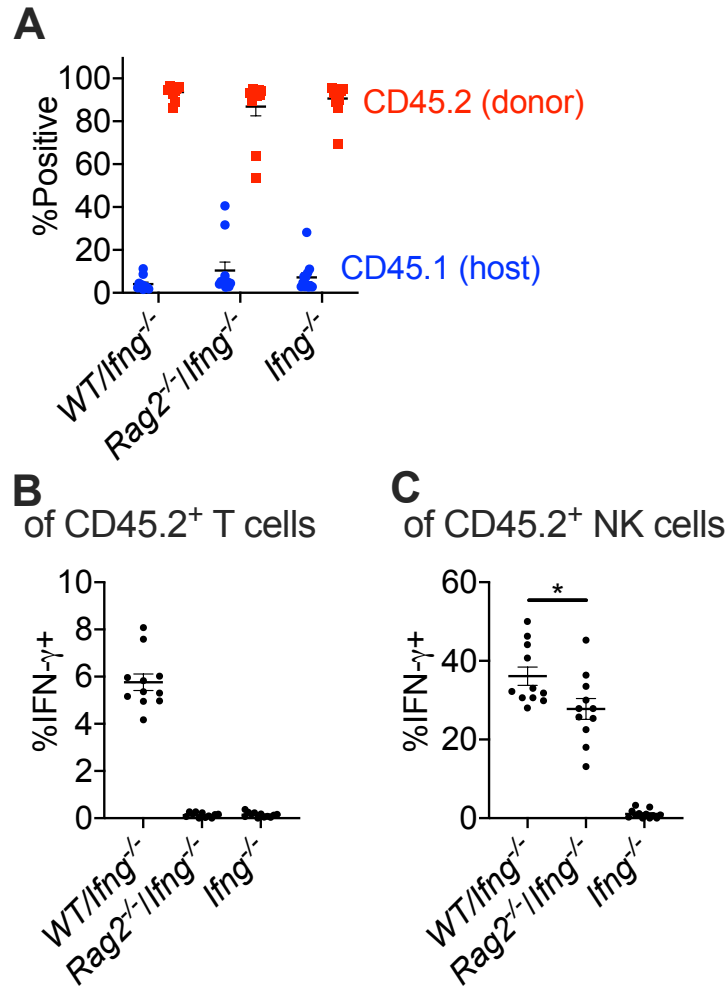 A
%Positive
100
80
60
40
20
0
CD45.2 (donor)
CD45.1 (host)
WT/Ifng-/-
Rag2-/-/Ifng-/-
Ifng-/-
B
of CD45.2+ T cells
%IFN-γ+
10
8
6
4
2
0
WT/Ifng-/-
Rag2-/-/Ifng-/-
Ifng-/-
C
of CD45.2+ NK cells
%IFN-γ+
60
40
20
0
*
WT/Ifng-/-
Rag2-/-/Ifng-/-
Ifng-/-